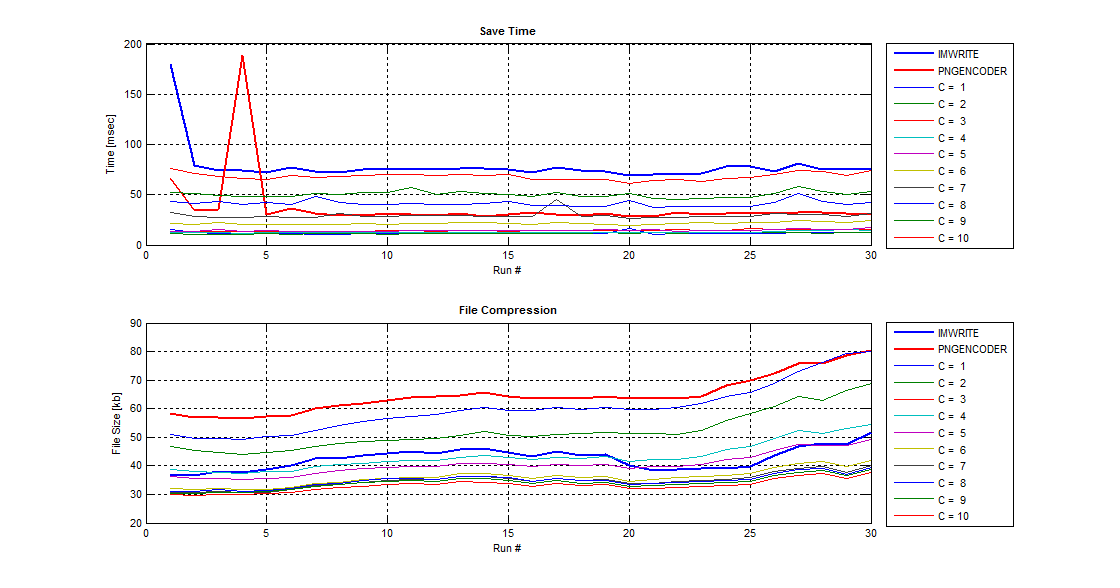 Save Time
200
150
100
50
0
Time [msec]
0 5 10 15 20 25 30
Run #
IMWRITE
PNGENCODER
C = 1
C = 2
C = 3
C = 4
C = 5
C = 6
C = 7
C = 8
C = 9
C = 10
File Compression
90
80
70
60
50
40
30
20
File Size [kb]
0 5 10 15 20 25 30
Run #
IMWRITE
PNGENCODER
C = 1
C = 2
C = 3
C = 4
C = 5
C = 6
C = 7
C = 8
C = 9
C = 10